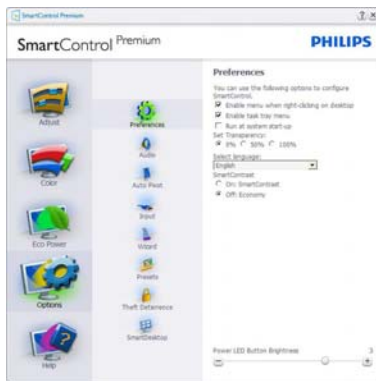 SmartControl Premium
SmartControl Premium
PHILIPS
Adjust
Color
Eco Power
Options
Help
Preferences
Audio
Auto Pivot
Input
Wizard
Presets
Theft Deterrence
SmartDesktop
Preferences
You can use the following options to configure
SmartControl.
Enable menu when right-clicking on desktop
Enable task tray menu
Run at system start-up
Set Transparency:
0% 50% 100%
Select language:
English
SmartContrast
On: SmartContrast
Off: Economy
Power LED Button Brightness 3